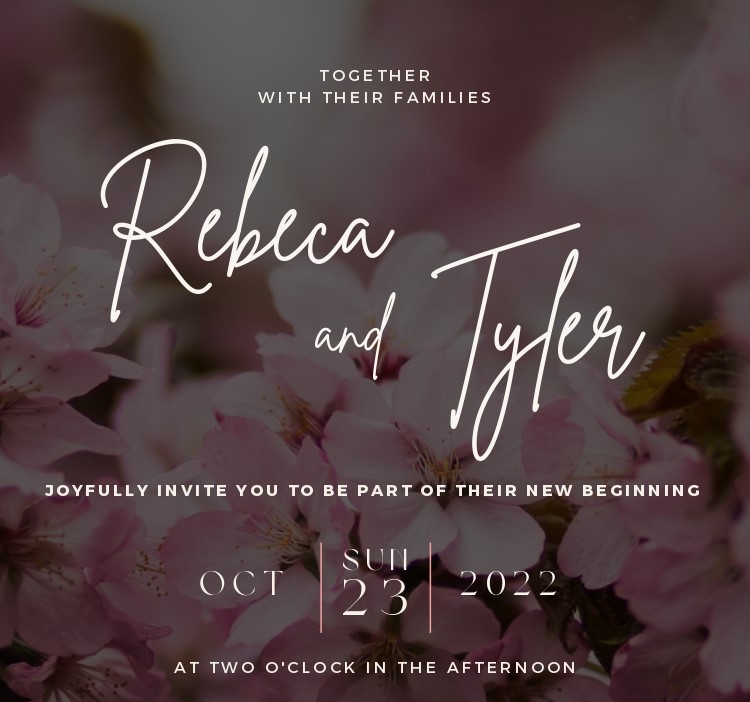 TOGETHER
WITH THEIR FAMILIES
Rebeca
and
Tyler
JOYFULLY INVITE YOU TO BE PART OF THEIR NEW BEGINNING
OCT
SUN
23
2022
AT TWO O'CLOCK IN THE AFTERNOON